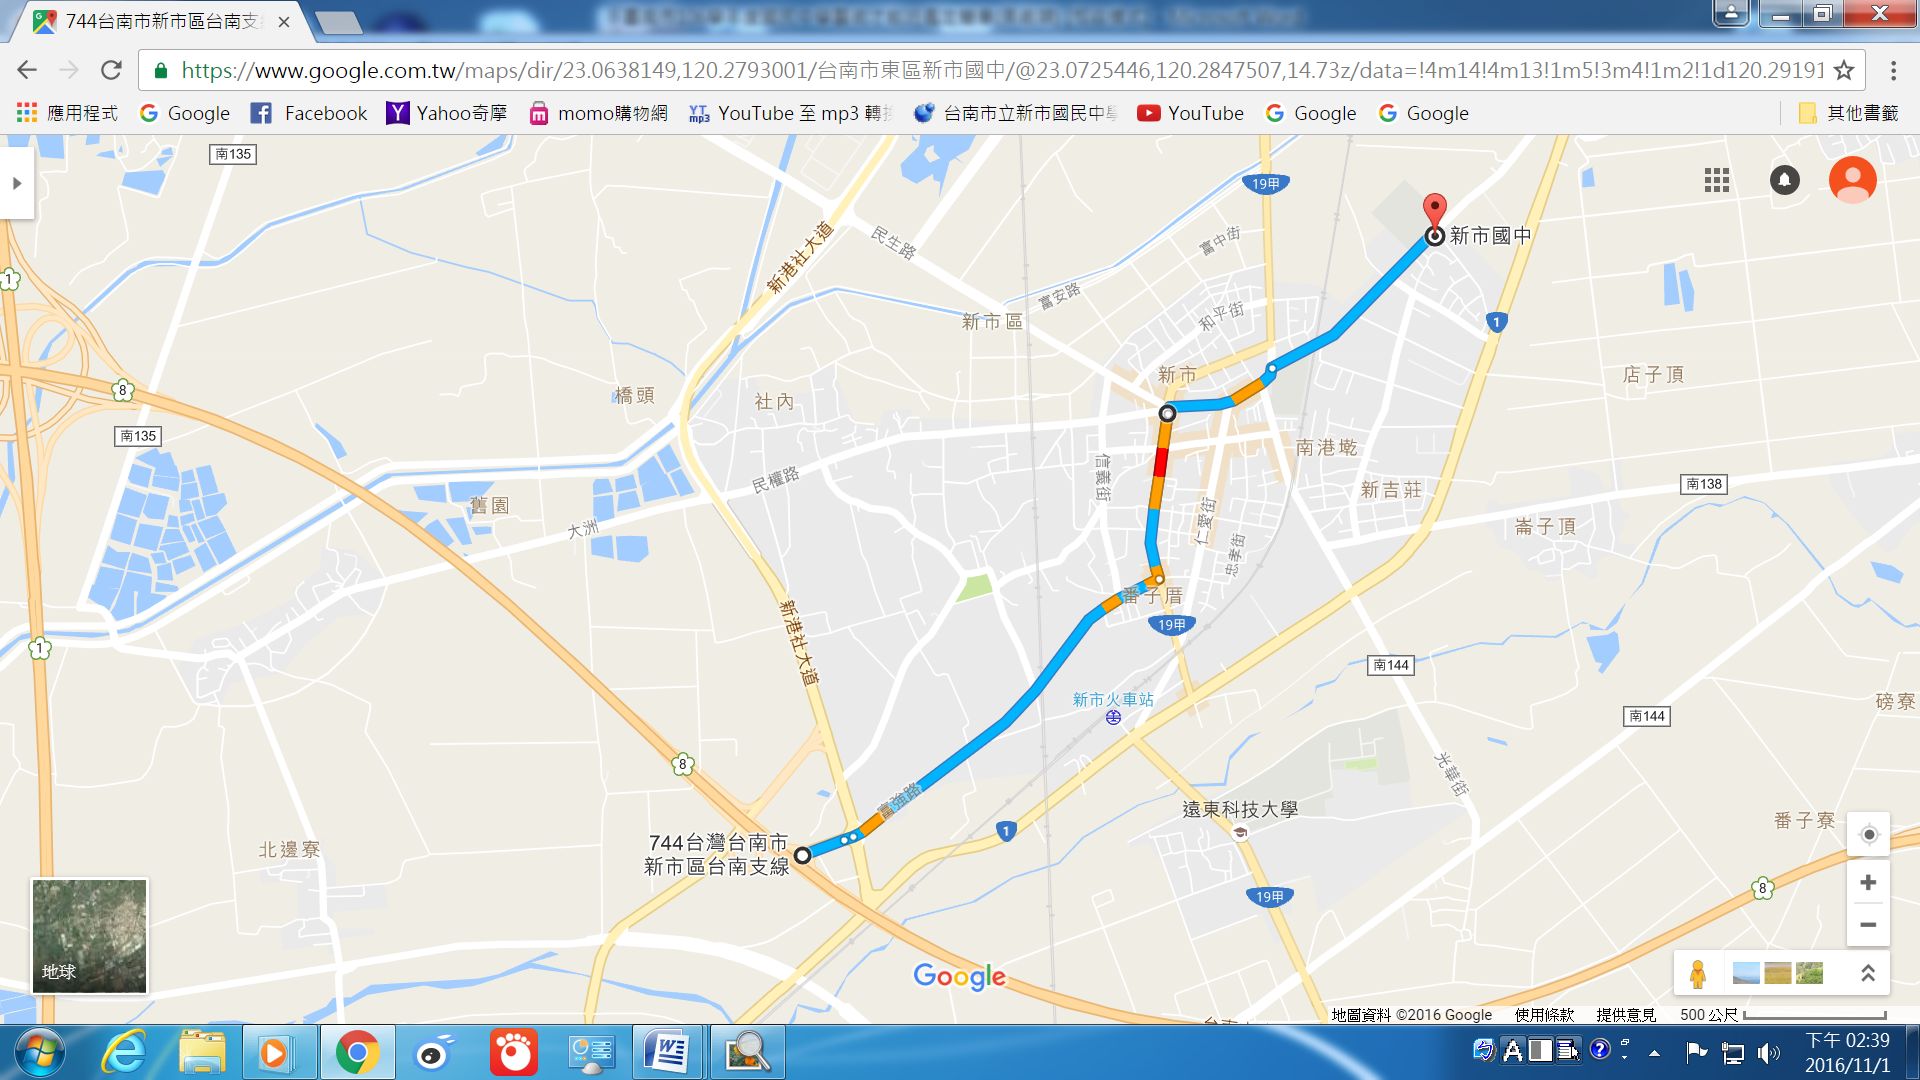 744台灣台南市新市區台南支
https://www.google.com.tw/maps/dir/23.0638149,120.2793001/台南市東區新市國中/@23.0725446,120.2847507,14.73z/data=!4m14!4m13!1m5!3m4!1m2!1d120.29191
應用程式
Google
Facebook
Yahoo奇摩
momo購物網
YouTube 至 mp3 轉
台南市立新市國民中學
YouTube
Google
Google
其他書籤
南135
19甲
新市國中
民生路
富中街
新港社大道
1
富安路
和平街
新市區
1
8
橋頭
社內
新市
店子頂
南135
南港墘
信義街
民權路
新吉莊
南138
舊園
大洲
仁愛街
崙子頂
忠孝街
番子厝
19甲
新港社大道
1
南144
新市火車站
磅寮
南144
8
光華街
富強路
遠東科技大學
番子寮
1
744台灣台南市
新市區台南支線
北邊寮
8
19甲
地球
Google
地圖資料 ©2016 Google
使用條款
提供意見
500 公尺
下午 02:39
2016/11/1